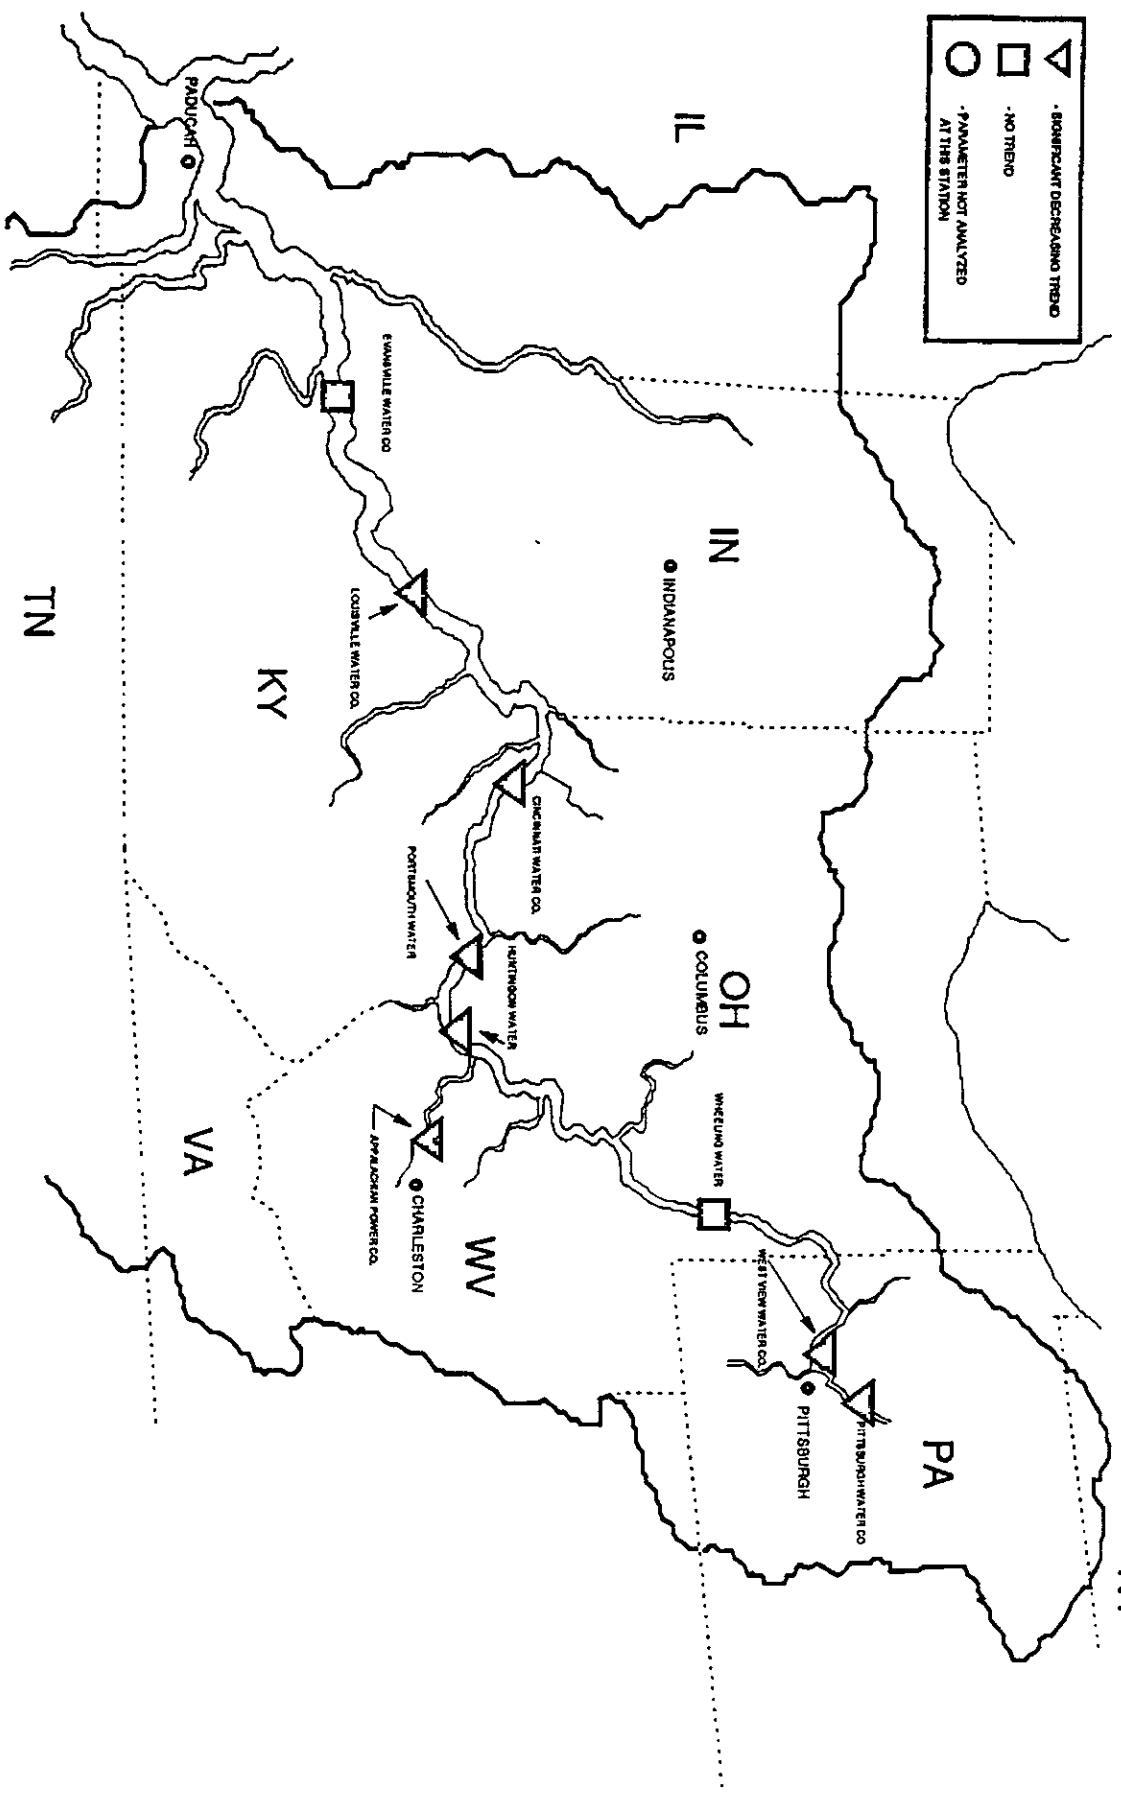 - SIGNIFICANT DECREASING TREND
- NO TREND
- PARAMETER NOT ANALYZED
AT THIS STATION
IL
IN
OH
PA
INDIANAPOLIS
COLUMBUS
WHEELING WATER
WEST VIEW WATER CO.
PITTSBURGH WATER CO
PITTSBURGH
PADUCAH
EVANSVILLE WATER CO
LOUISVILLE WATER CO.
CINCINNATI WATER CO.
PORTSMOUTH WATER
HUNTINGON WATER
APPALACHIAN POWER CO.
CHARLESTON
WV
KY
VA
TN